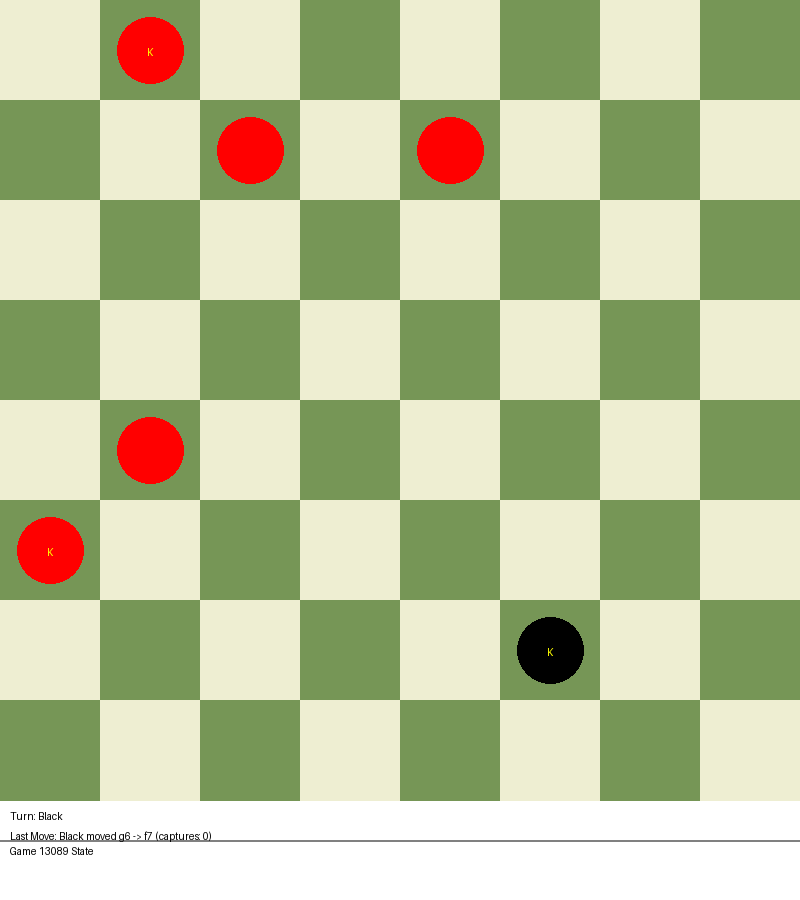 K
K
K
Turn: Black
Last Move: Black moved g6 -> f7 (captures: 0)
Game 13089 State